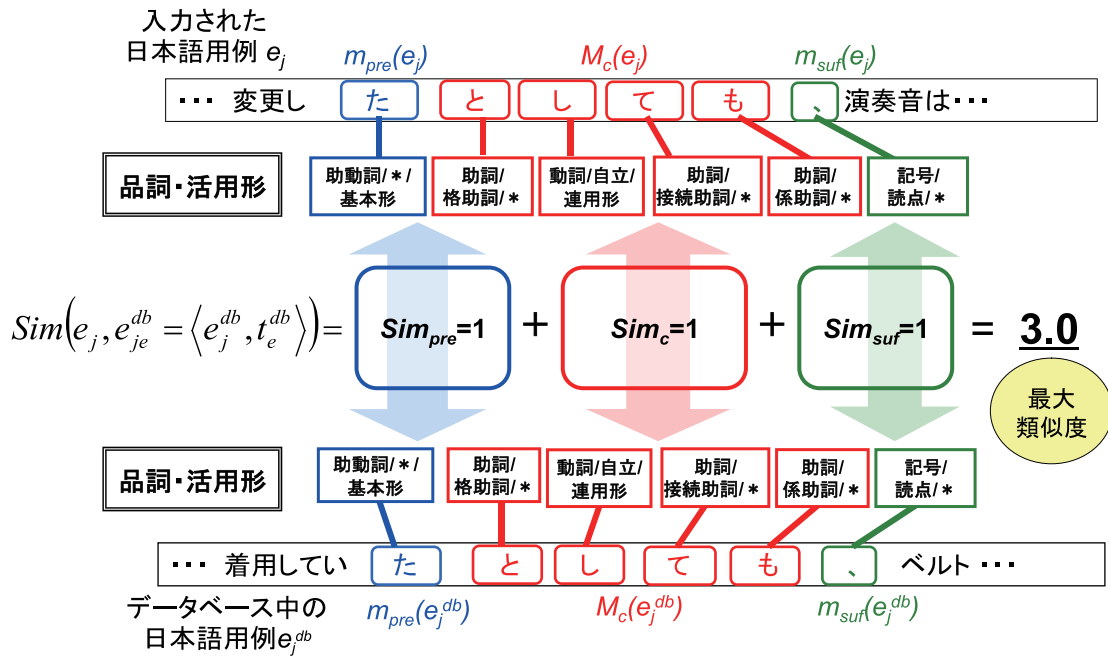 入力された
日本語用例 e_j
m_pre(e_j) M_c(e_j) m_suf(e_j)
… 変更し た と し て も 、 演奏音は…
品詞・活用形
助動詞/*/
基本形
助詞/
格助詞/*
動詞/自立/
連用形
助詞/
接続助詞/*
助詞/
係助詞/*
記号/
読点/*
Sim(e_j, e_je^db = ⟨e_j^db, t_e^db⟩) = Sim_pre=1 + Sim_c=1 + Sim_suf=1 = 3.0
最大
類似度
品詞・活用形
助動詞/*/
基本形
助詞/
格助詞/*
動詞/自立/
連用形
助詞/
接続助詞/*
助詞/
係助詞/*
記号/
読点/*
… 着用してい た と し て も 、 ベルト …
m_pre(e_j^db) M_c(e_j^db) m_suf(e_j^db)
データベース中の
日本語用例e_j^db